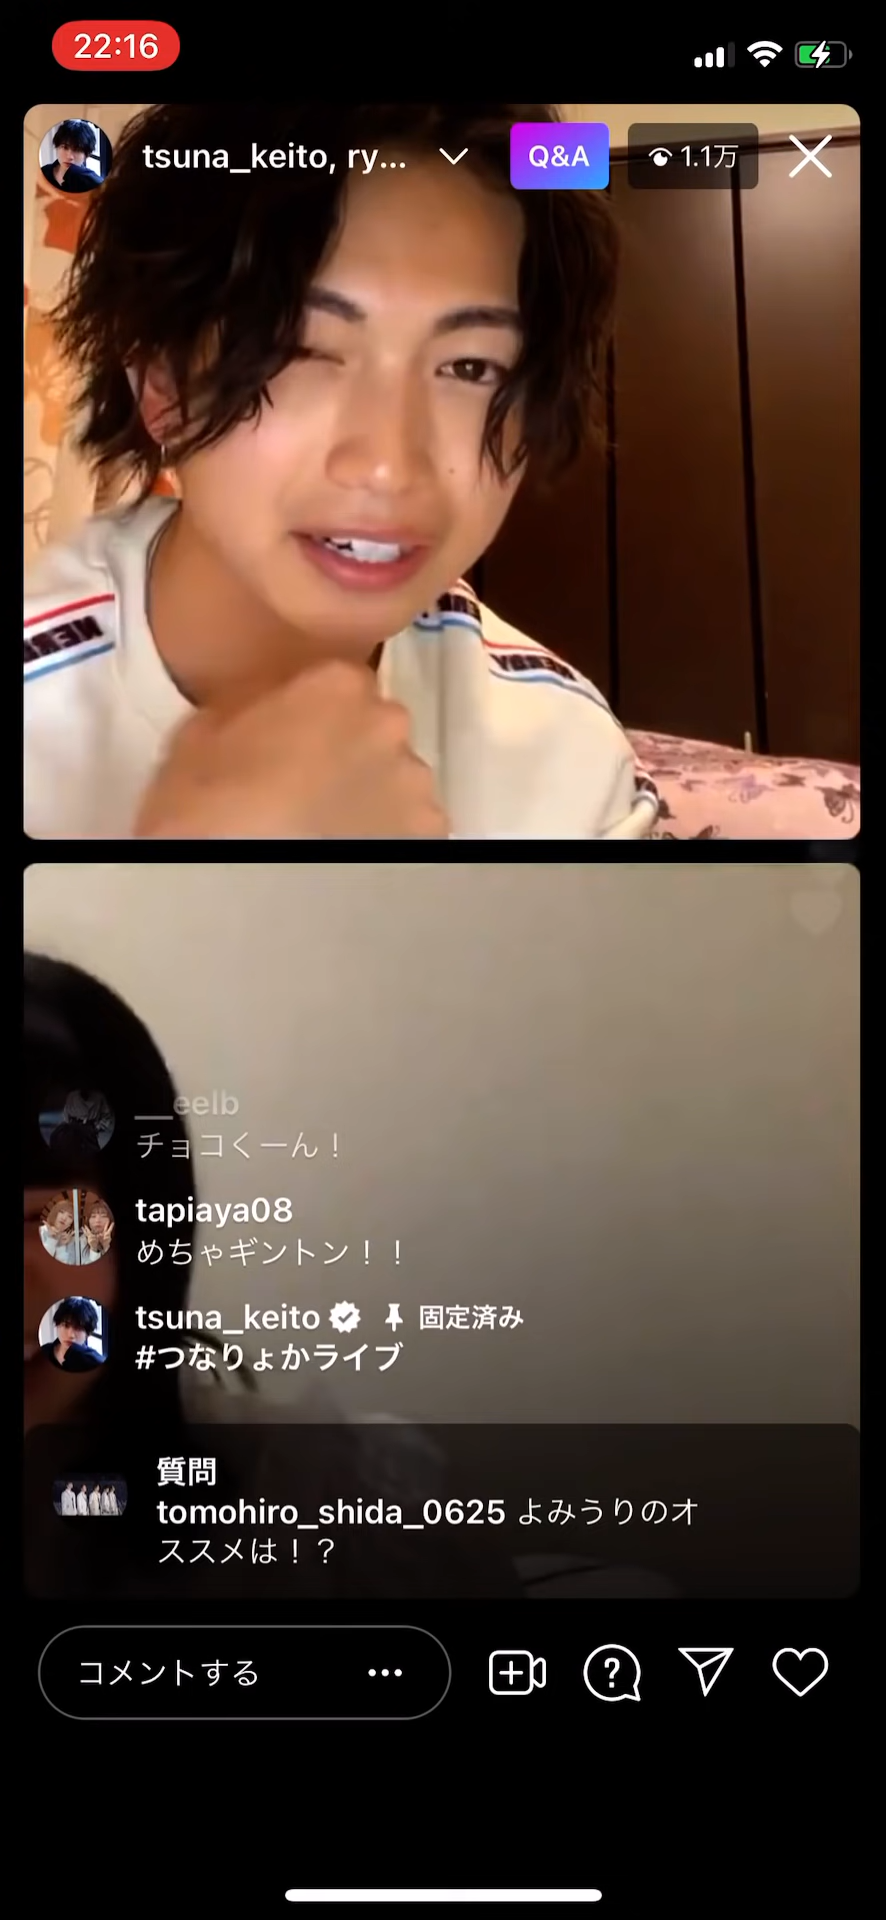 22:16
tsuna_keito, ry...
Q&A
1.1万
__eelb
チョコくーん！
tapiaya08
めちゃギントン！！
tsuna_keito 固定済み
#つなりょかライブ
質問
tomohiro_shida_0625 よみうりのオ
ススメは！？
コメントする